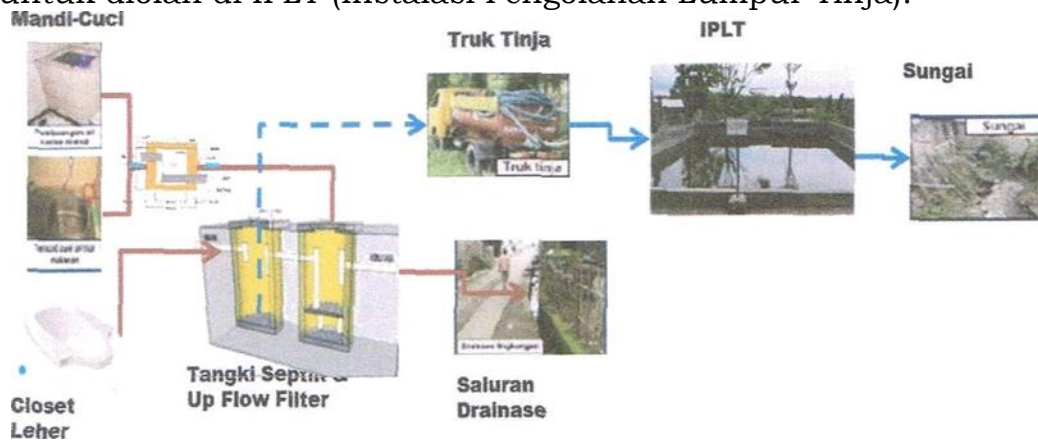 untuk diolah di IPLT (Instalasi Pengolahan Lumpur Tinja).
Mandi-Cuci
Truk Tinja
IPLT
Sungai
Truk tinja
Sungai
Tangki Septik &
Up Flow Filter
Saluran
Drainase
Closet
Leher